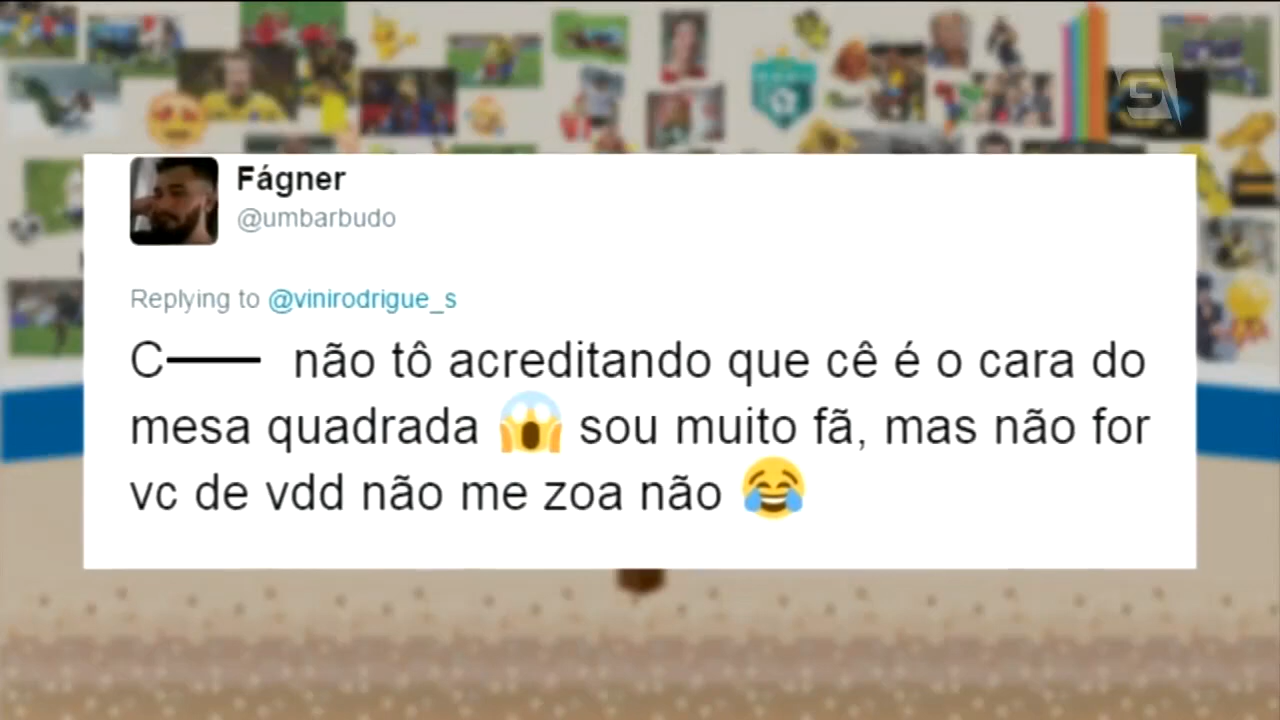 Fágner
@umbarbudo
Replying to @vinirodrigue_s
C—— não tô acreditando que cê é o cara do
mesa quadrada 😱 sou muito fã, mas não for
vc de vdd não me zoa não 😂